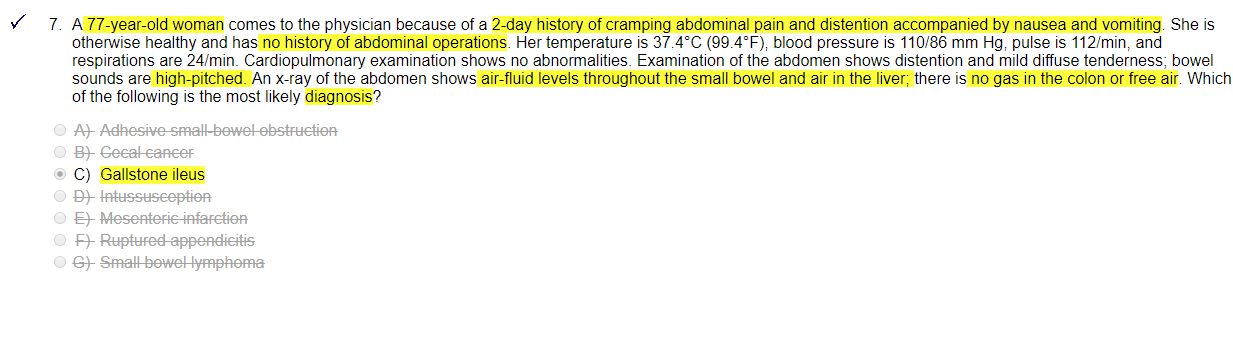 7. A 77-year-old woman comes to the physician because of a 2-day history of cramping abdominal pain and distention accompanied by nausea and vomiting. She is
otherwise healthy and has no history of abdominal operations. Her temperature is 37.4°C (99.4°F), blood pressure is 110/86 mm Hg, pulse is 112/min, and
respirations are 24/min. Cardiopulmonary examination shows no abnormalities. Examination of the abdomen shows distention and mild diffuse tenderness; bowel
sounds are high-pitched. An x-ray of the abdomen shows air-fluid levels throughout the small bowel and air in the liver; there is no gas in the colon or free air. Which
of the following is the most likely diagnosis?
A) Adhesive small-bowel obstruction
B) Cecal cancer
C) Gallstone ileus
D) Intussusception
E) Mesenteric infarction
F) Ruptured appendicitis
G) Small bowel lymphoma